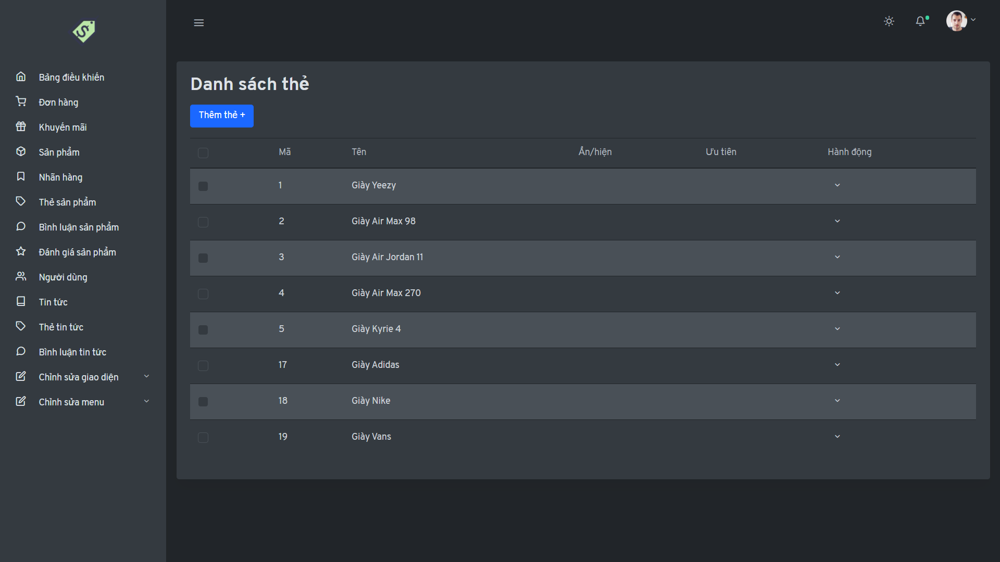 Bảng điều khiến
Đơn hàng
Khuyến mãi
Sản phẩm
Nhãn hàng
Thẻ sản phẩm
Bình luận sản phẩm
Đánh giá sản phẩm
Người dùng
Tin tức
Thẻ tin tức
Bình luận tin tức
Chỉnh sửa giao diện
Chỉnh sửa menu
Danh sách thẻ
Thêm thẻ +
Mã Tên Ẩn/hiện Ưu tiên Hành động
1 Giày Yeezy
2 Giày Air Max 98
3 Giày Air Jordan 11
4 Giày Air Max 270
5 Giày Kyrie 4
17 Giày Adidas
18 Giày Nike
19 Giày Vans